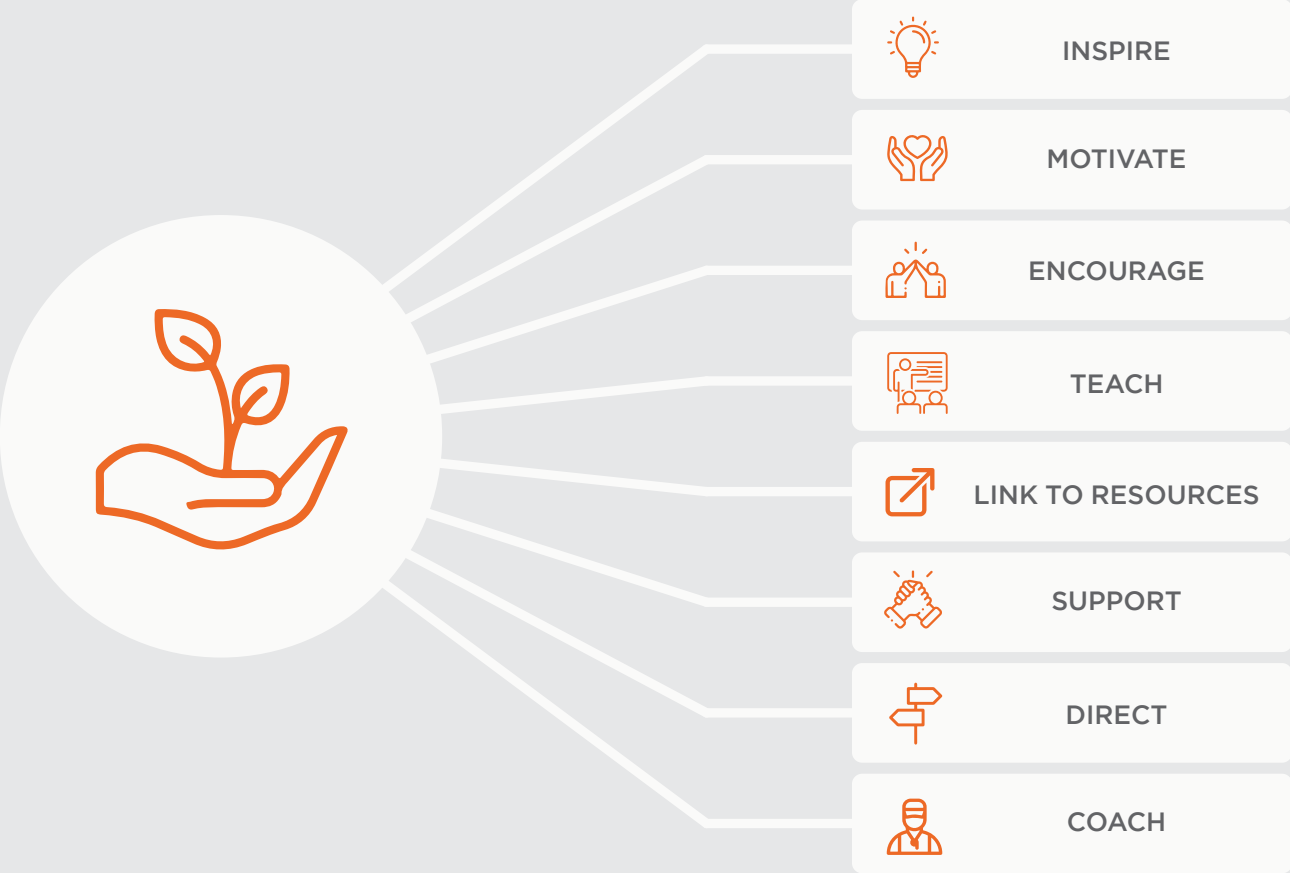 INSPIRE
MOTIVATE
ENCOURAGE
TEACH
LINK TO RESOURCES
SUPPORT
DIRECT
COACH